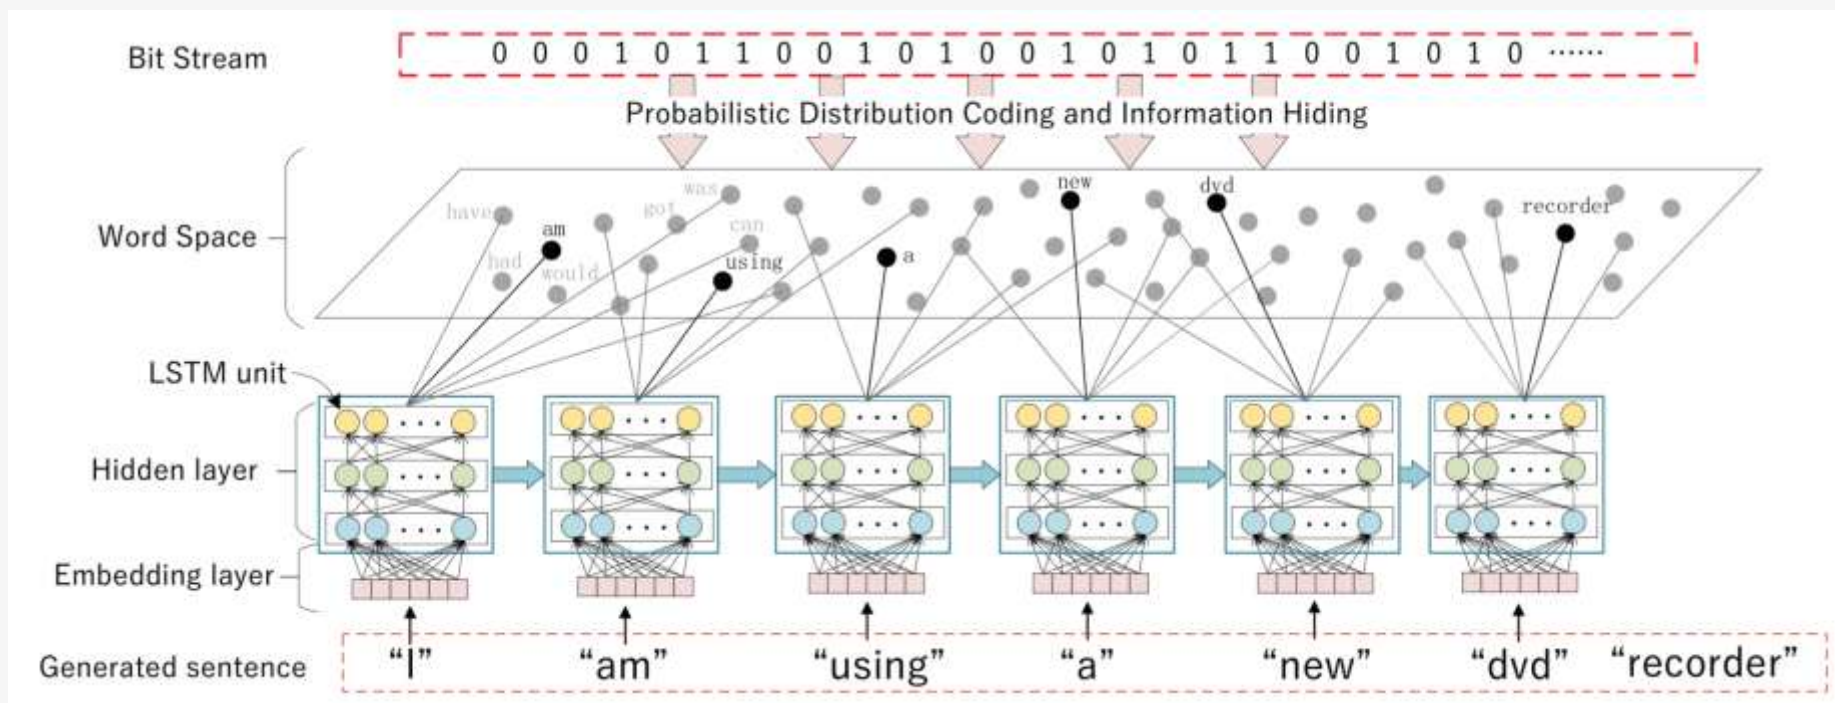 Bit Stream 0 0 0 1 0 1 1 0 0 1 0 1 0 0 1 0 1 0 1 1 0 0 1 0 1 0 ······
Probabilistic Distribution Coding and Information Hiding
Word Space
have
am
was
got
can
had
would
using
a
new
dvd
recorder
LSTM unit
Hidden layer
Embedding layer
Generated sentence “I” “am” “using” “a” “new” “dvd” “recorder”